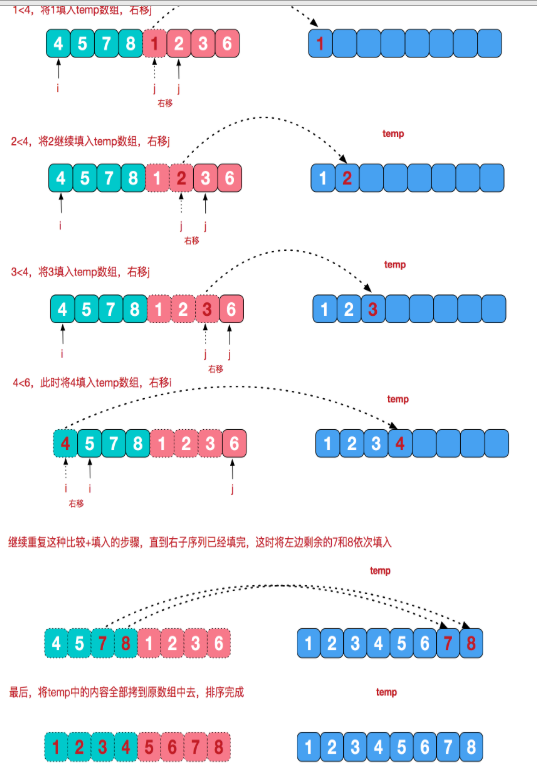 1<4，将1填入temp数组，右移j
4 5 7 8 1 2 3 6
1
i j j
右移
2<4，将2继续填入temp数组，右移j
temp
4 5 7 8 1 2 3 6
1 2
i j j
右移
3<4，将3填入temp数组，右移j
temp
4 5 7 8 1 2 3 6
1 2 3
i j j
右移
4<6，此时将4填入temp数组，右移i
temp
4 5 7 8 1 2 3 6
1 2 3 4
i i j
右移
继续重复这种比较+填入的步骤，直到右子序列已经填完，这时将左边剩余的7和8依次填入
temp
4 5 7 8 1 2 3 6
1 2 3 4 5 6 7 8
最后，将temp中的内容全部拷到原数组中去，排序完成
temp
1 2 3 4 5 6 7 8
1 2 3 4 5 6 7 8